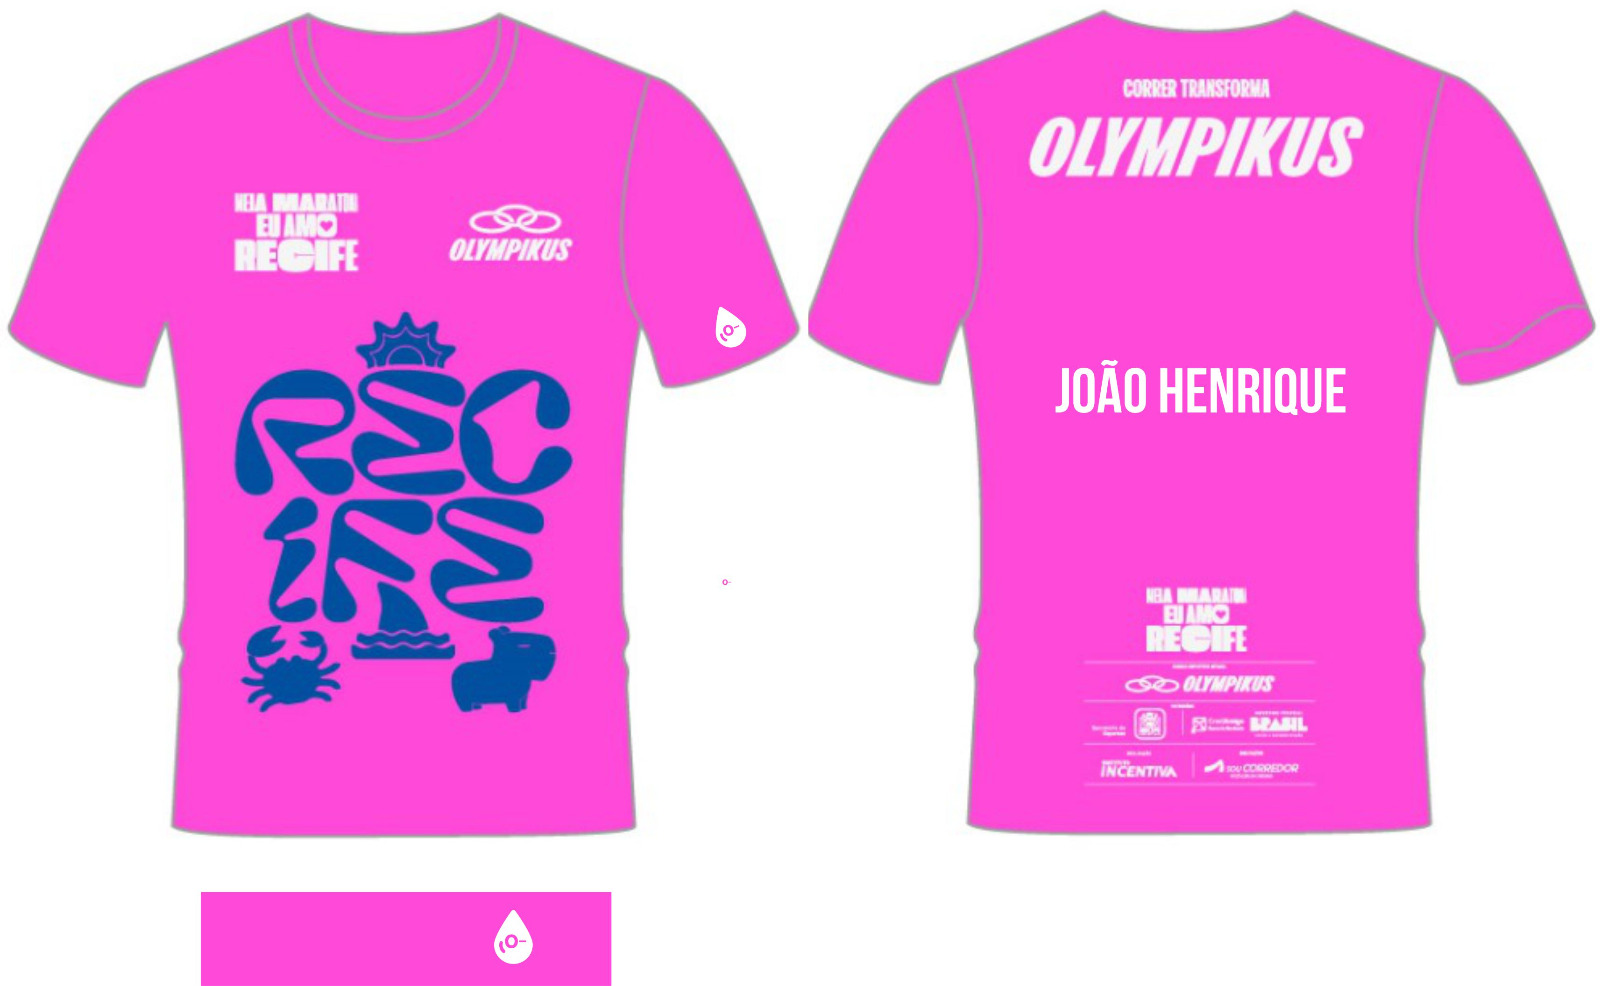 MEIA MARATONA
EU AMO
RECIFE
OLYMPIKUS
RECIFE
O-
O-
O-
CORRER TRANSFORMA
OLYMPIKUS
JOÃO HENRIQUE
MEIA MARATONA
EU AMO
RECIFE
OLYMPIKUS
BRASIL
INCENTIVA
SOU CORREDOR